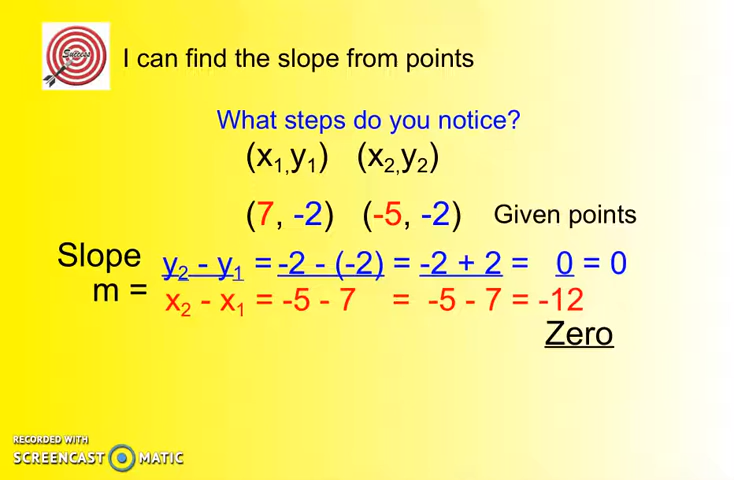 Success
I can find the slope from points
What steps do you notice?
(x₁,y₁) (x₂,y₂)
(7, -2) (-5, -2) Given points
Slope
y₂ - y₁ = -2 - (-2) = -2 + 2 = 0 = 0
m =
x₂ - x₁ = -5 - 7 = -5 - 7 = -12
Zero
RECORDED WITH
SCREENCAST MATIC